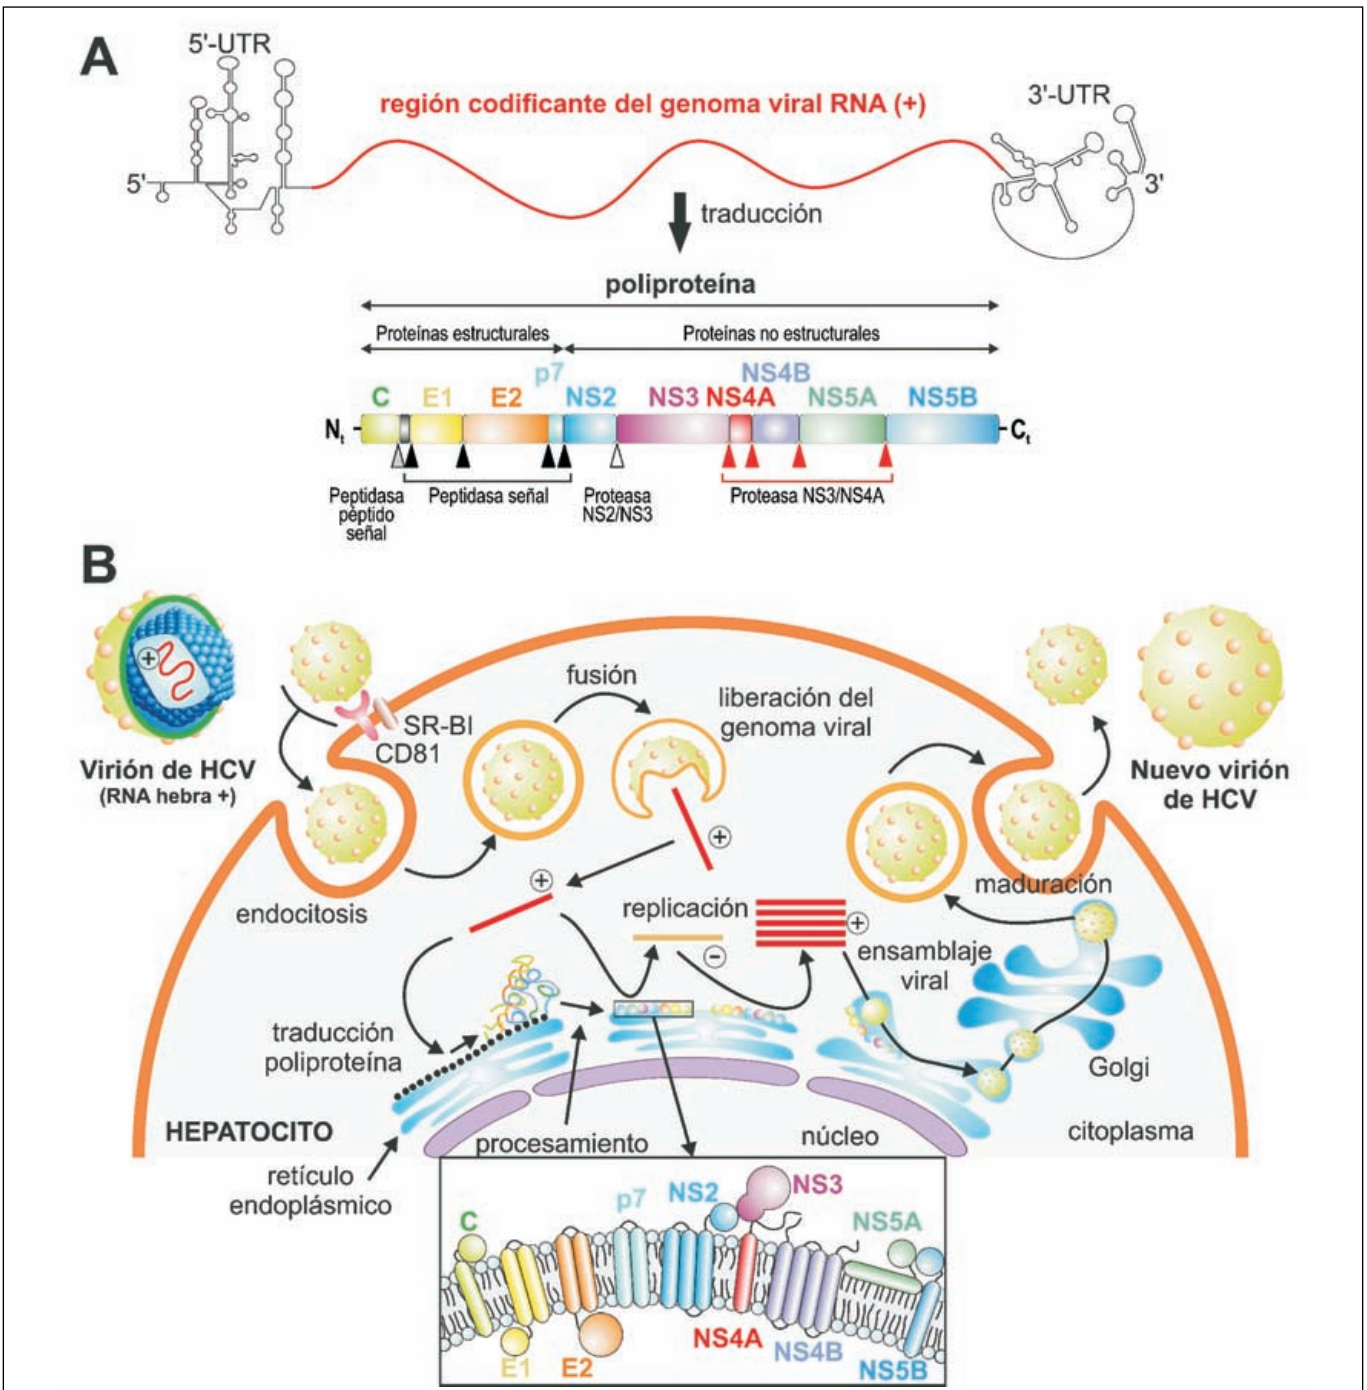 A
5'-UTR
región codificante del genoma viral RNA (+)
3'-UTR
5'
3'
traducción
poliproteína
Proteínas estructurales
Proteínas no estructurales
p7
NS4B
C
E1
E2
NS2
NS3
NS4A
NS5A
NS5B
Nt
Ct
Peptidasa
péptido
señal
Peptidasa señal
Proteasa
NS2/NS3
Proteasa NS3/NS4A
B
+
Virión de HCV
(RNA hebra +)
SR-BI
CD81
endocitosis
fusión
liberación del
genoma viral
+
+
replicación
−
+
ensamblaje
viral
maduración
Nuevo virión
de HCV
traducción
poliproteína
Golgi
HEPATOCITO
procesamiento
núcleo
citoplasma
retículo
endoplásmico
C
E1
E2
p7
NS2
NS3
NS4A
NS4B
NS5A
NS5B